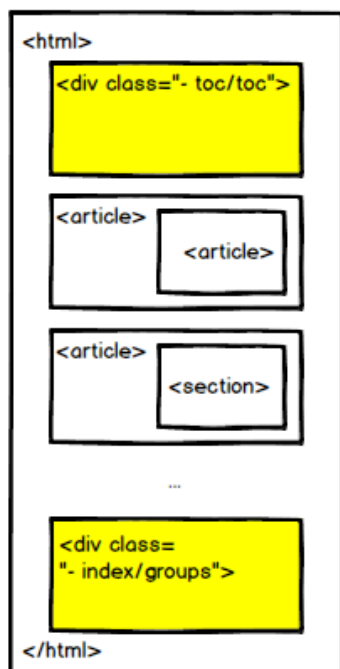 <html>
<div class="- toc/toc">
<article>
<article>
<article>
<section>
...
<div class=
"- index/groups">
</html>